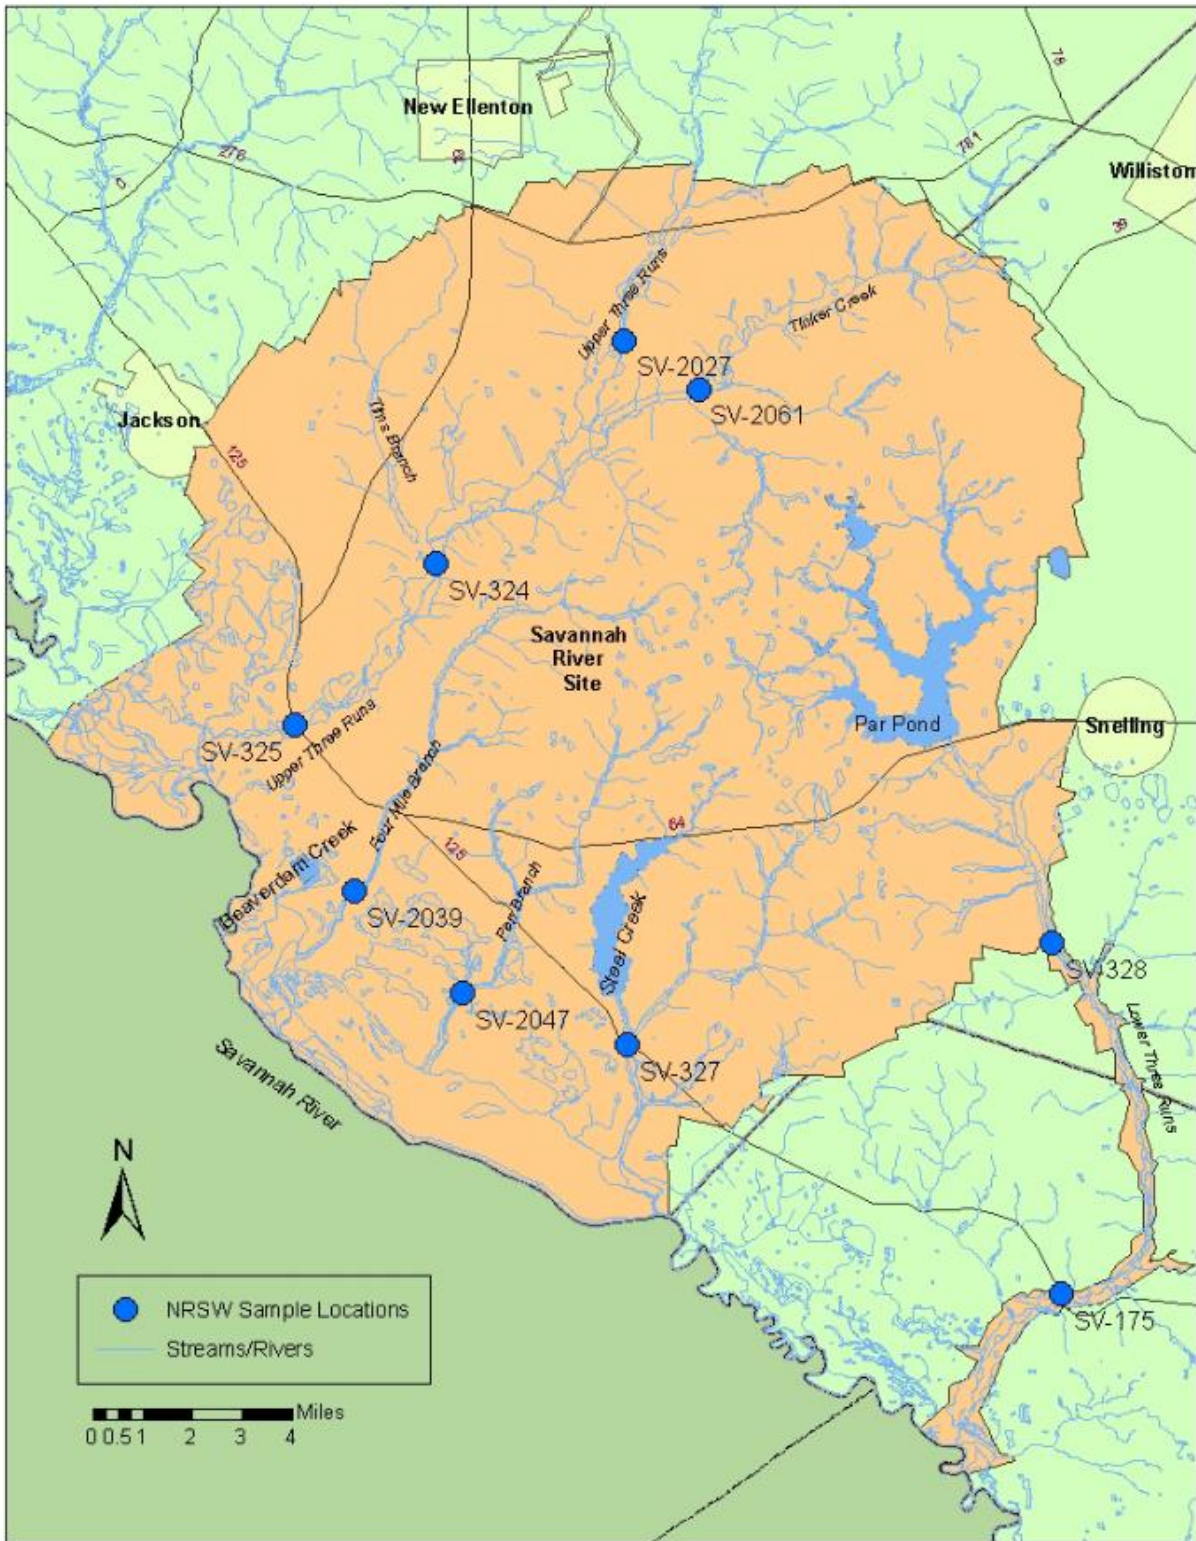 78
New Ellenton
781
278
19
Williston
39
Upper Three Runs
Tinker Creek
SV-2027
SV-2061
Jackson
Tims Branch
125
SV-324
Savannah
River
Site
Par Pond
Snelling
SV-325
Upper Three Runs
Four Mile Branch
64
125
Beaverdam Creek
SV-2039
Pen Branch
Steel Creek
SV-328
SV-2047
SV-327
Lower Three Runs
Savannah River
N
NRSW Sample Locations
SV-175
Streams/Rivers
Miles
0 0.5 1 2 3 4